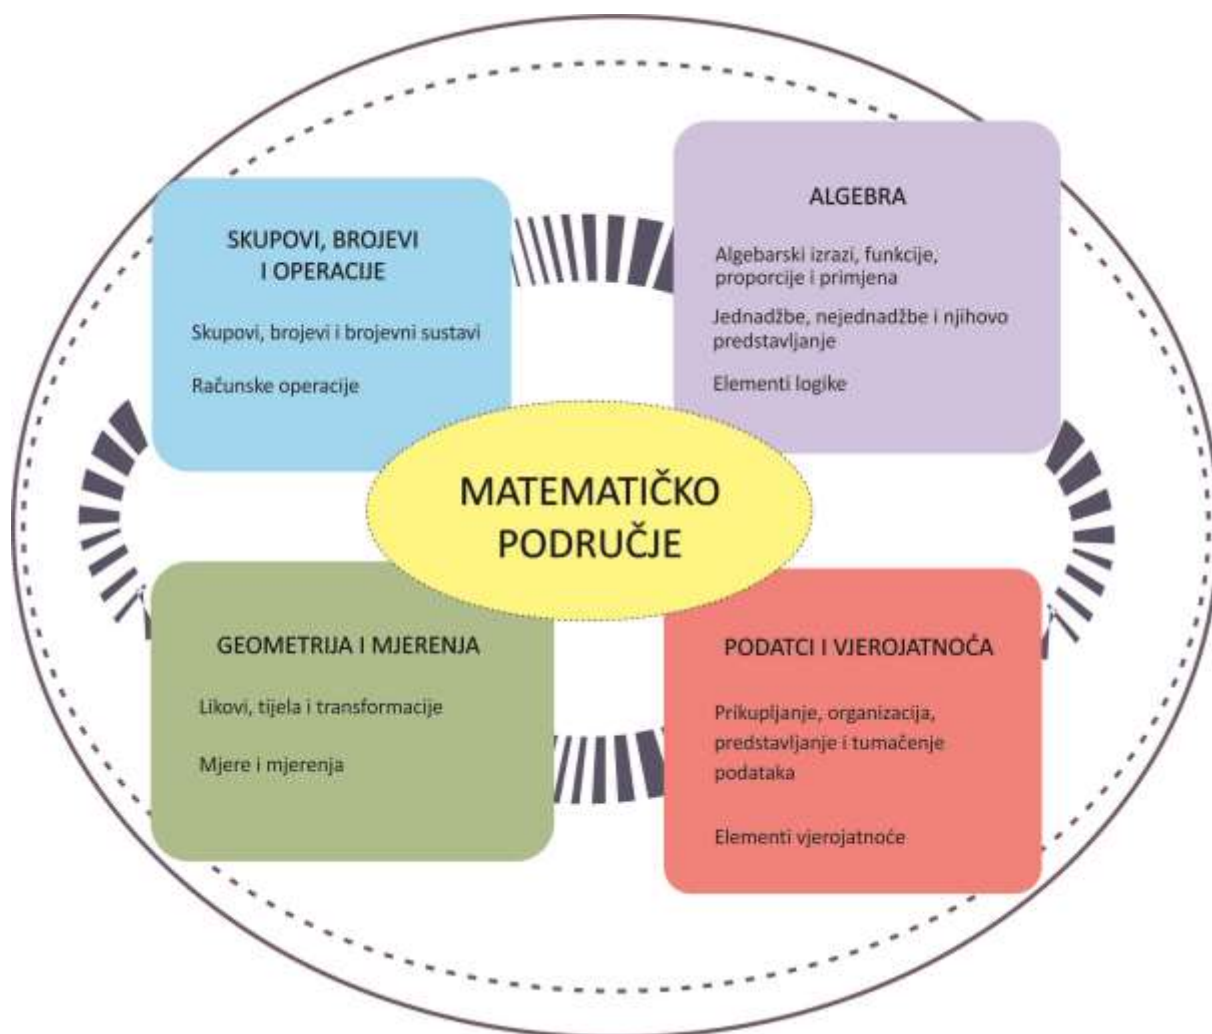 SKUPOVI, BROJEVI
I OPERACIJE
Skupovi, brojevi i brojevni sustavi
Računske operacije
ALGEBRA
Algebarski izrazi, funkcije,
proporcije i primjena
Jednadžbe, nejednadžbe i njihovo
predstavljanje
Elementi logike
MATEMATIČKO
PODRUČJE
GEOMETRIJA I MJERENJA
Likovi, tijela i transformacije
Mjere i mjerenja
PODATCI I VJEROJATNOĆA
Prikupljanje, organizacija,
predstavljanje i tumačenje
podataka
Elementi vjerojatnoće